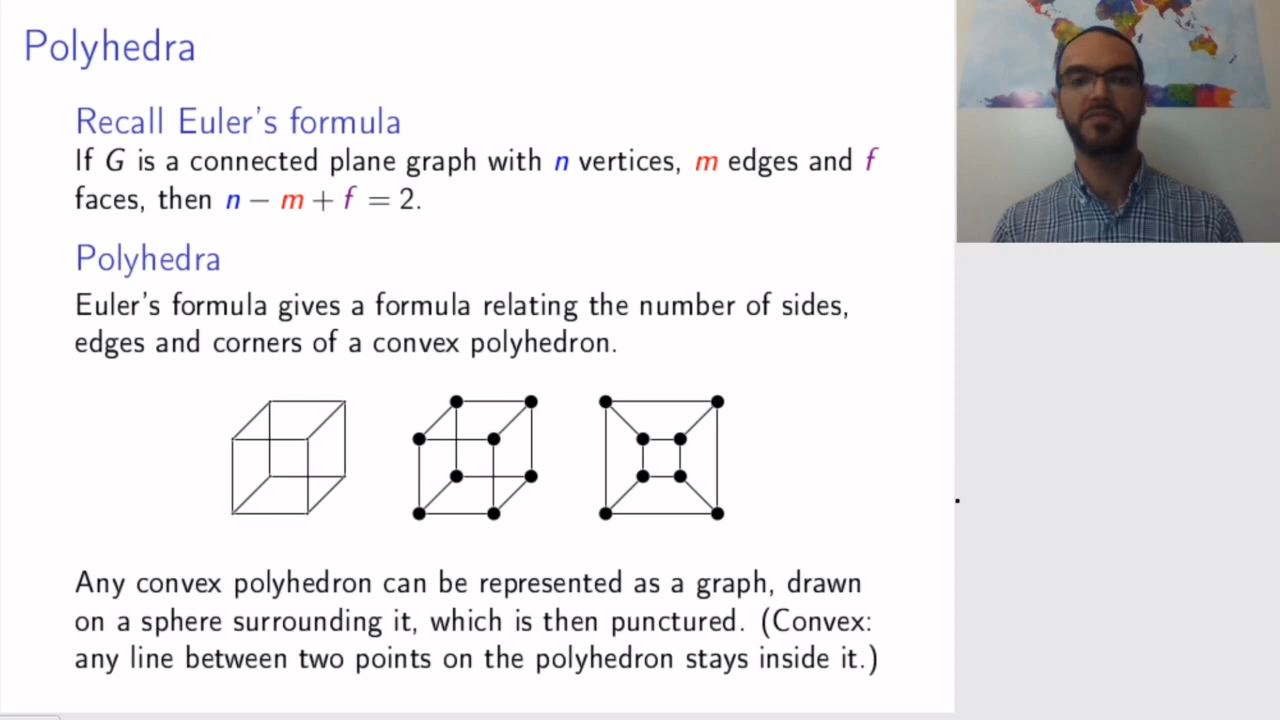 Polyhedra
Recall Euler's formula
If G is a connected plane graph with n vertices, m edges and f
faces, then n − m + f = 2.
Polyhedra
Euler's formula gives a formula relating the number of sides,
edges and corners of a convex polyhedron.
Any convex polyhedron can be represented as a graph, drawn
on a sphere surrounding it, which is then punctured. (Convex:
any line between two points on the polyhedron stays inside it.)